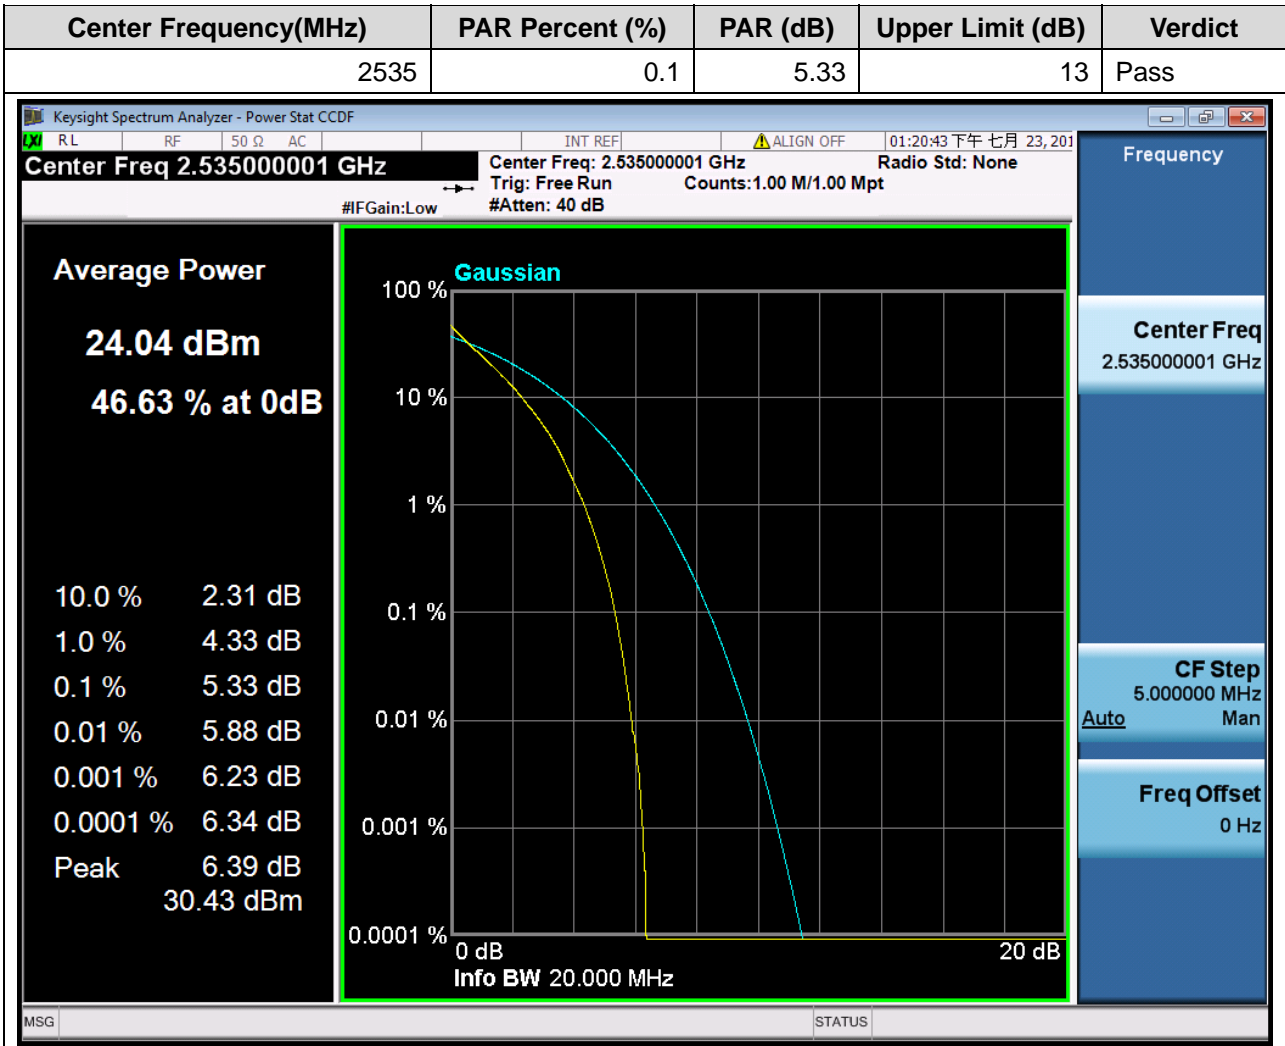 Center Frequency(MHz) PAR Percent (%) PAR (dB) Upper Limit (dB) Verdict
2535 0.1 5.33 13 Pass
Keysight Spectrum Analyzer - Power Stat CCDF
LXI RL RF 50 Ω AC INT REF ALIGN OFF 01:20:43 下午 七月 23, 201
Center Freq 2.535000001 GHz
Center Freq: 2.535000001 GHz Radio Std: None
Trig: Free Run Counts:1.00 M/1.00 Mpt
#IFGain:Low #Atten: 40 dB
Average Power
24.04 dBm
46.63 % at 0dB
10.0 % 2.31 dB
1.0 % 4.33 dB
0.1 % 5.33 dB
0.01 % 5.88 dB
0.001 % 6.23 dB
0.0001 % 6.34 dB
Peak 6.39 dB
30.43 dBm
Gaussian
100 %
10 %
1 %
0.1 %
0.01 %
0.001 %
0.0001 %
0 dB 20 dB
Info BW 20.000 MHz
Frequency
Center Freq
2.535000001 GHz
CF Step
5.000000 MHz
Auto Man
Freq Offset
0 Hz
MSG STATUS